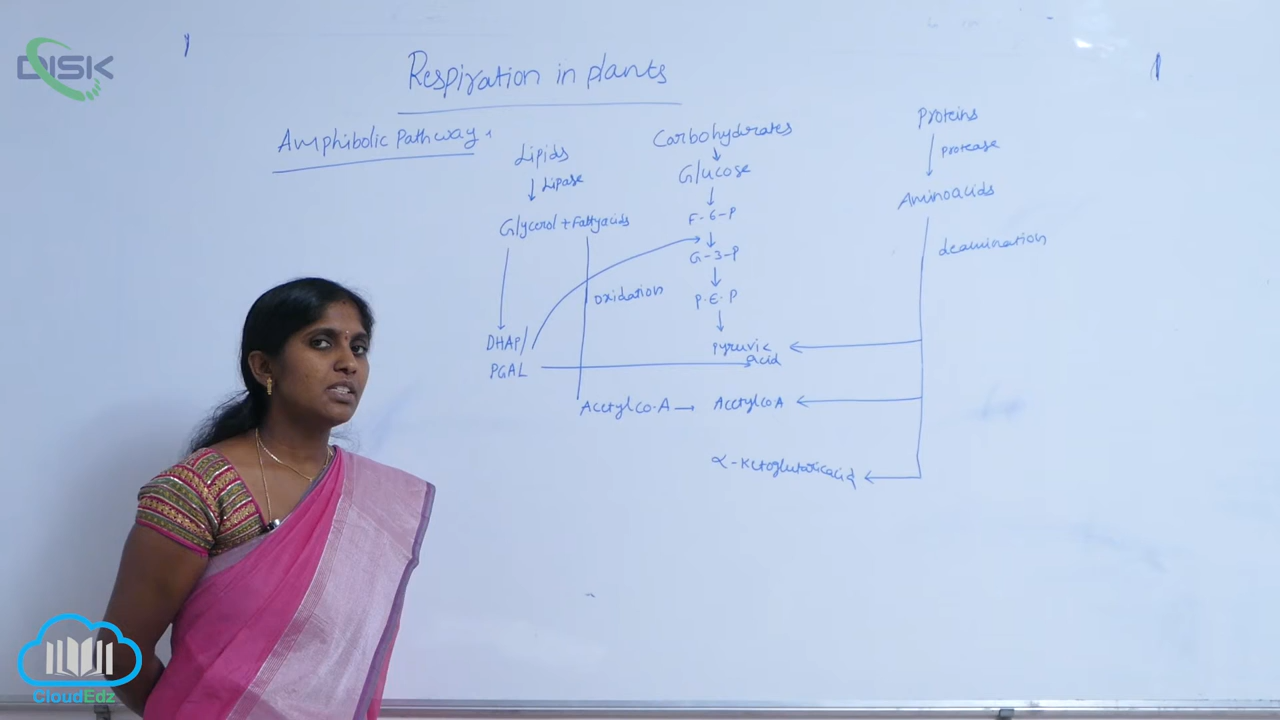 DISK
Respiration in plants
Amphibolic Pathway
Lipids
Lipase
Glycerol + Fattyacids
oxidation
DHAP/
PGAL
Acetylco-A
Carbohydrates
Glucose
F-6-P
G-3-P
P.E.P
Pyruvic
acid
AcetylcoA
α-Ketoglutaricacid
Proteins
Protease
Aminoacids
deamination
CloudEdz